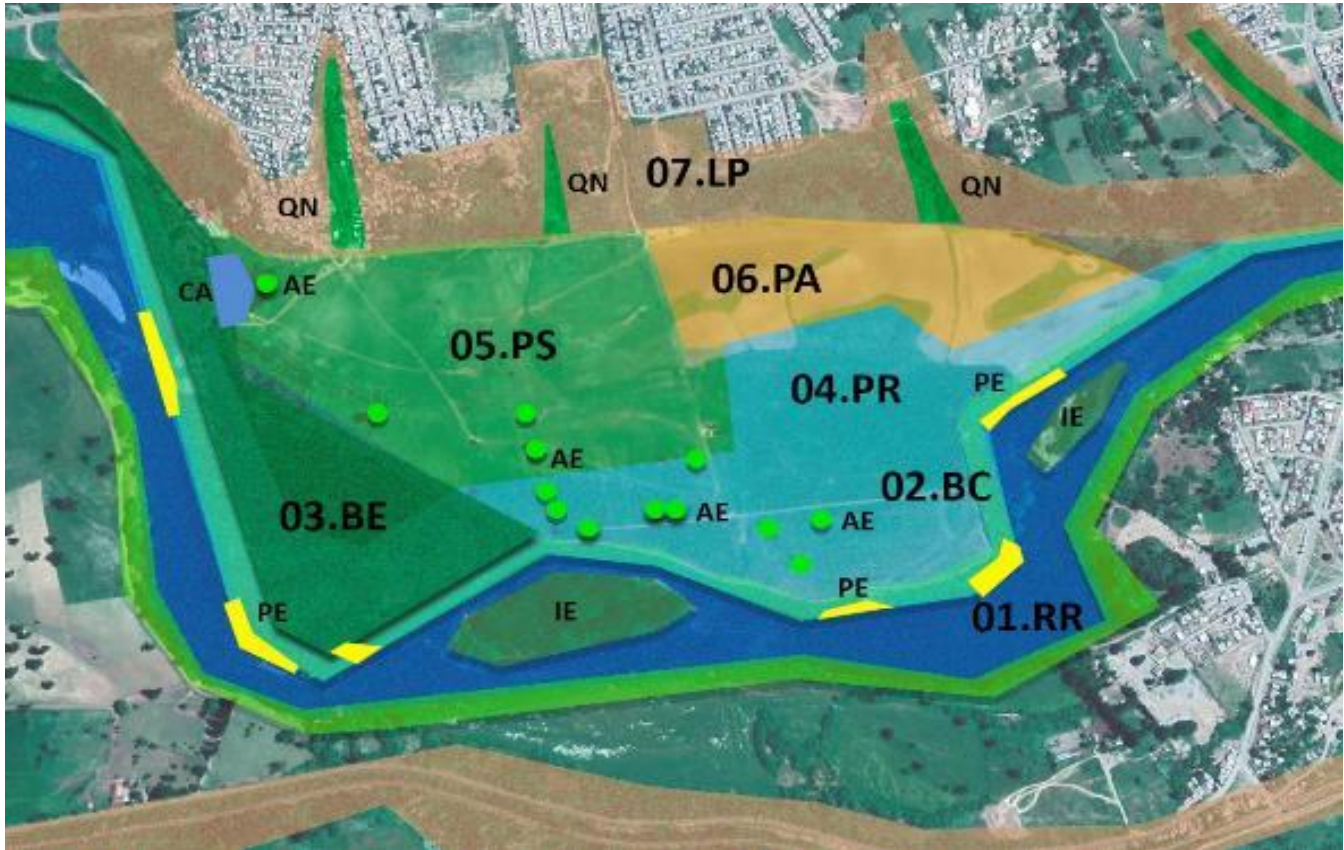 07.LP
QN
QN
QN
CA
AE
06.PA
05.PS
04.PR
PE
IE
AE
02.BC
03.BE
AE
AE
PE
PE
IE
01.RR